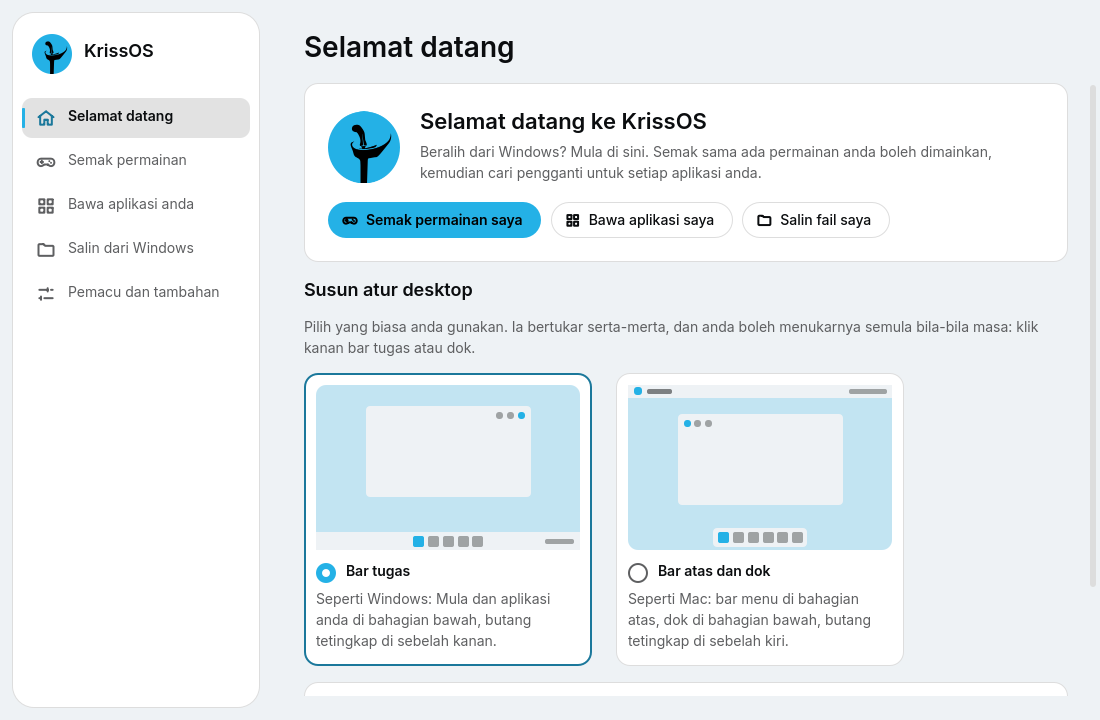 KrissOS
Selamat datang
Semak permainan
Bawa aplikasi anda
Salin dari Windows
Pemacu dan tambahan
Selamat datang
Selamat datang ke KrissOS
Beralih dari Windows? Mula di sini. Semak sama ada permainan anda boleh dimainkan,
kemudian cari pengganti untuk setiap aplikasi anda.
Semak permainan saya
Bawa aplikasi saya
Salin fail saya
Susun atur desktop
Pilih yang biasa anda gunakan. Ia bertukar serta-merta, dan anda boleh menukarnya semula bila-bila masa: klik
kanan bar tugas atau dok.
Bar tugas
Seperti Windows: Mula dan aplikasi
anda di bahagian bawah, butang
tetingkap di sebelah kanan.
Bar atas dan dok
Seperti Mac: bar menu di bahagian
atas, dok di bahagian bawah, butang
tetingkap di sebelah kiri.